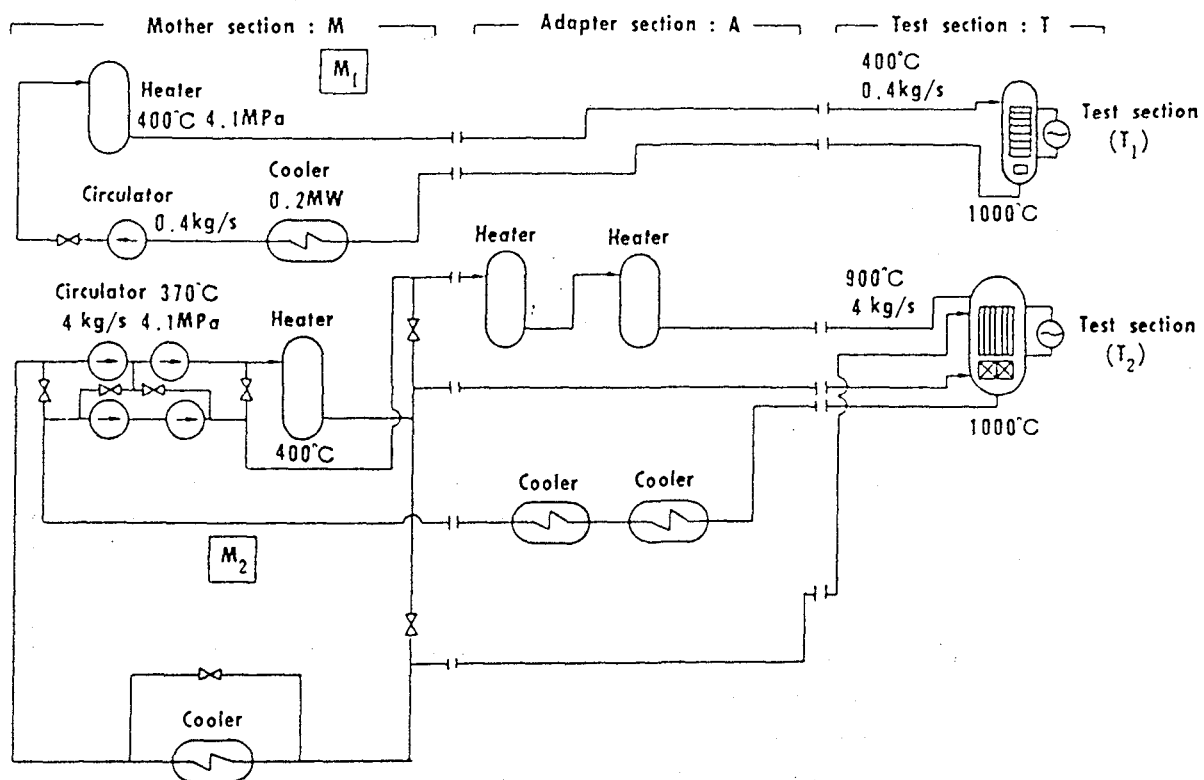 Mother section : M
Adapter section : A
Test section : T
M1
Heater
400°C 4.1MPa
400°C
0.4kg/s
Test section
(T1)
Cooler
0.2MW
Circulator
0.4kg/s
1000°C
Heater
Heater
Circulator 370°C
4 kg/s 4.1MPa
Heater
900°C
4 kg/s
Test section
(T2)
400°C
1000°C
Cooler
Cooler
M2
Cooler